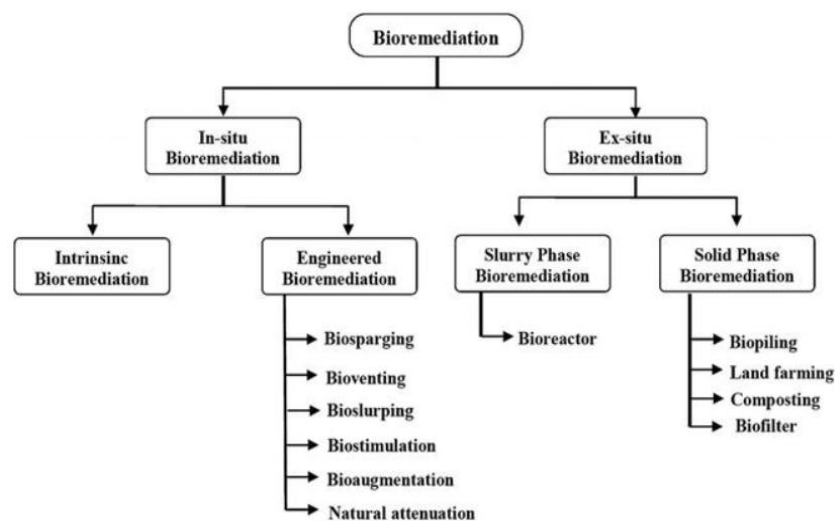 Bioremediation
In-situ
Bioremediation
Ex-situ
Bioremediation
Intrinsinc
Bioremediation
Engineered
Bioremediation
Slurry Phase
Bioremediation
Solid Phase
Bioremediation
Biosparging
Bioventing
Bioslurping
Biostimulation
Bioaugmentation
Natural attenuation
Bioreactor
Biopiling
Land farming
Composting
Biofilter